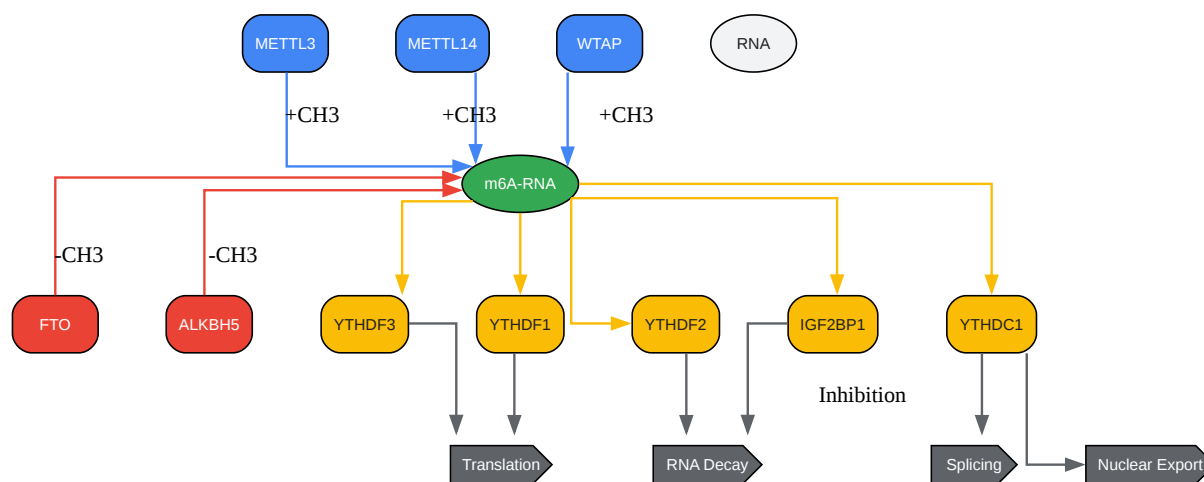 METTL3
METTL14
WTAP
RNA
+CH3
+CH3
+CH3
m6A-RNA
-CH3
-CH3
FTO
ALKBH5
YTHDF3
YTHDF1
YTHDF2
IGF2BP1
YTHDC1
Inhibition
Translation
RNA Decay
Splicing
Nuclear Export